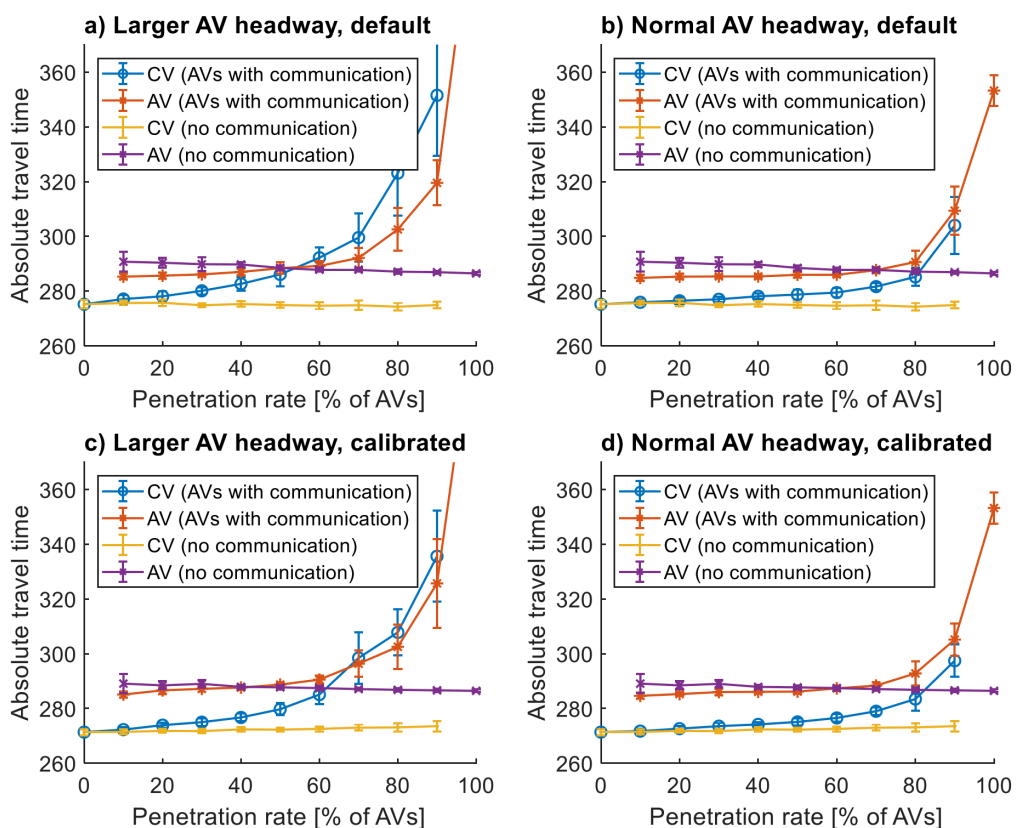 a) Larger AV headway, default
360
340
320
300
280
260
Absolute travel time
CV (AVs with communication)
AV (AVs with communication)
CV (no communication)
AV (no communication)
0 20 40 60 80 100
Penetration rate [% of AVs]
b) Normal AV headway, default
360
340
320
300
280
260
Absolute travel time
CV (AVs with communication)
AV (AVs with communication)
CV (no communication)
AV (no communication)
0 20 40 60 80 100
Penetration rate [% of AVs]
c) Larger AV headway, calibrated
360
340
320
300
280
260
Absolute travel time
CV (AVs with communication)
AV (AVs with communication)
CV (no communication)
AV (no communication)
0 20 40 60 80 100
Penetration rate [% of AVs]
d) Normal AV headway, calibrated
360
340
320
300
280
260
Absolute travel time
CV (AVs with communication)
AV (AVs with communication)
CV (no communication)
AV (no communication)
0 20 40 60 80 100
Penetration rate [% of AVs]